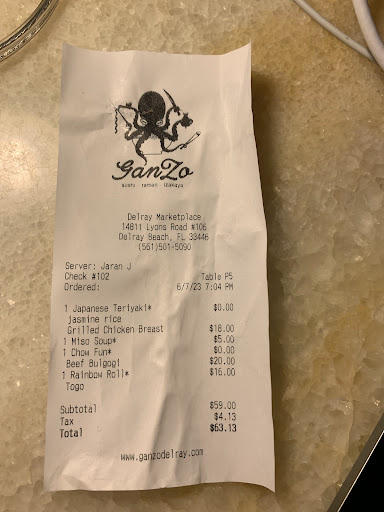 GanZo
sushi ramen izakaya
Delray Marketplace
14811 Lyons Road #106
Delray Beach, FL 33446
(561)501-5090
Server: Jaran J
Check #102 Table P5
Ordered: 6/7/23 7:04 PM
1 Japanese Teriyaki* $0.00
jasmine rice
Grilled Chicken Breast $18.00
1 Miso Soup* $5.00
1 Chow Fun* $0.00
Beef Bulgogi $20.00
1 Rainbow Roll* $16.00
Togo
Subtotal $59.00
Tax $4.13
Total $63.13
www.ganzodelray.com